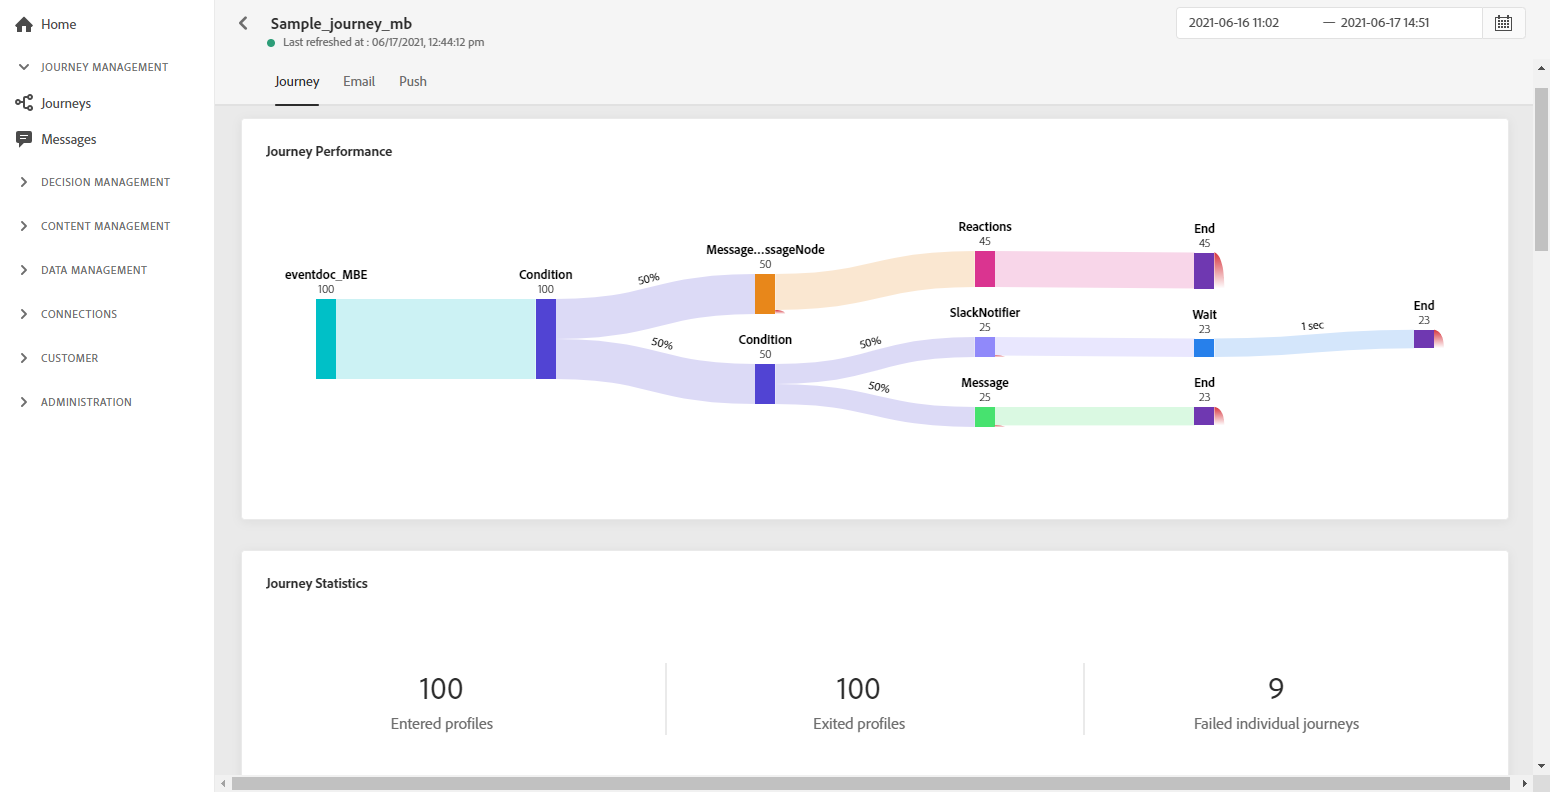 Home
JOURNEY MANAGEMENT
Journeys
Messages
DECISION MANAGEMENT
CONTENT MANAGEMENT
DATA MANAGEMENT
CONNECTIONS
CUSTOMER
ADMINISTRATION
Sample_journey_mb
Last refreshed at : 06/17/2021, 12:44:12 pm
2021-06-16 11:02 — 2021-06-17 14:51
Journey Email Push
Journey Performance
eventdoc_MBE
100
Condition
100
50%
50%
Message...ssageNode
50
Condition
50
50%
50%
Reactions
45
SlackNotifier
25
Message
25
End
45
Wait
23
End
23
1 sec
End
23
Journey Statistics
100
Entered profiles
100
Exited profiles
9
Failed individual journeys